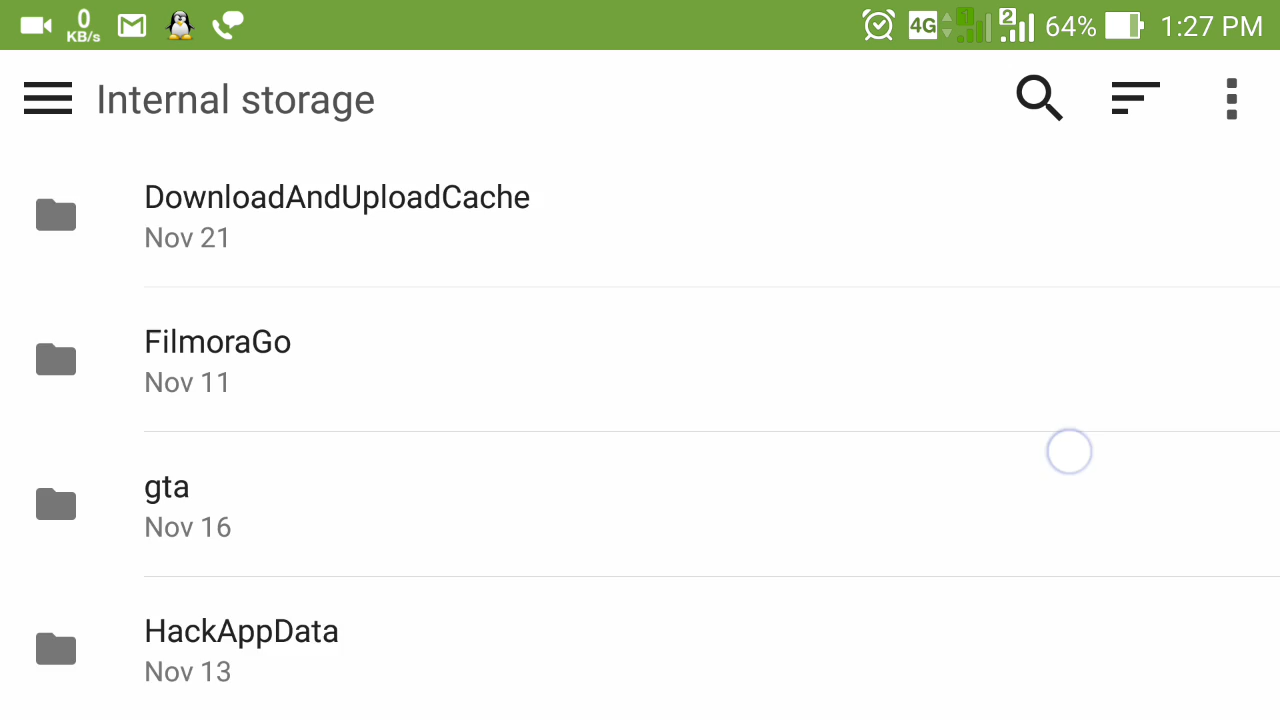 0
KB/s
4G
1
2
64%
1:27 PM
Internal storage
DownloadAndUploadCache
Nov 21
FilmoraGo
Nov 11
gta
Nov 16
HackAppData
Nov 13